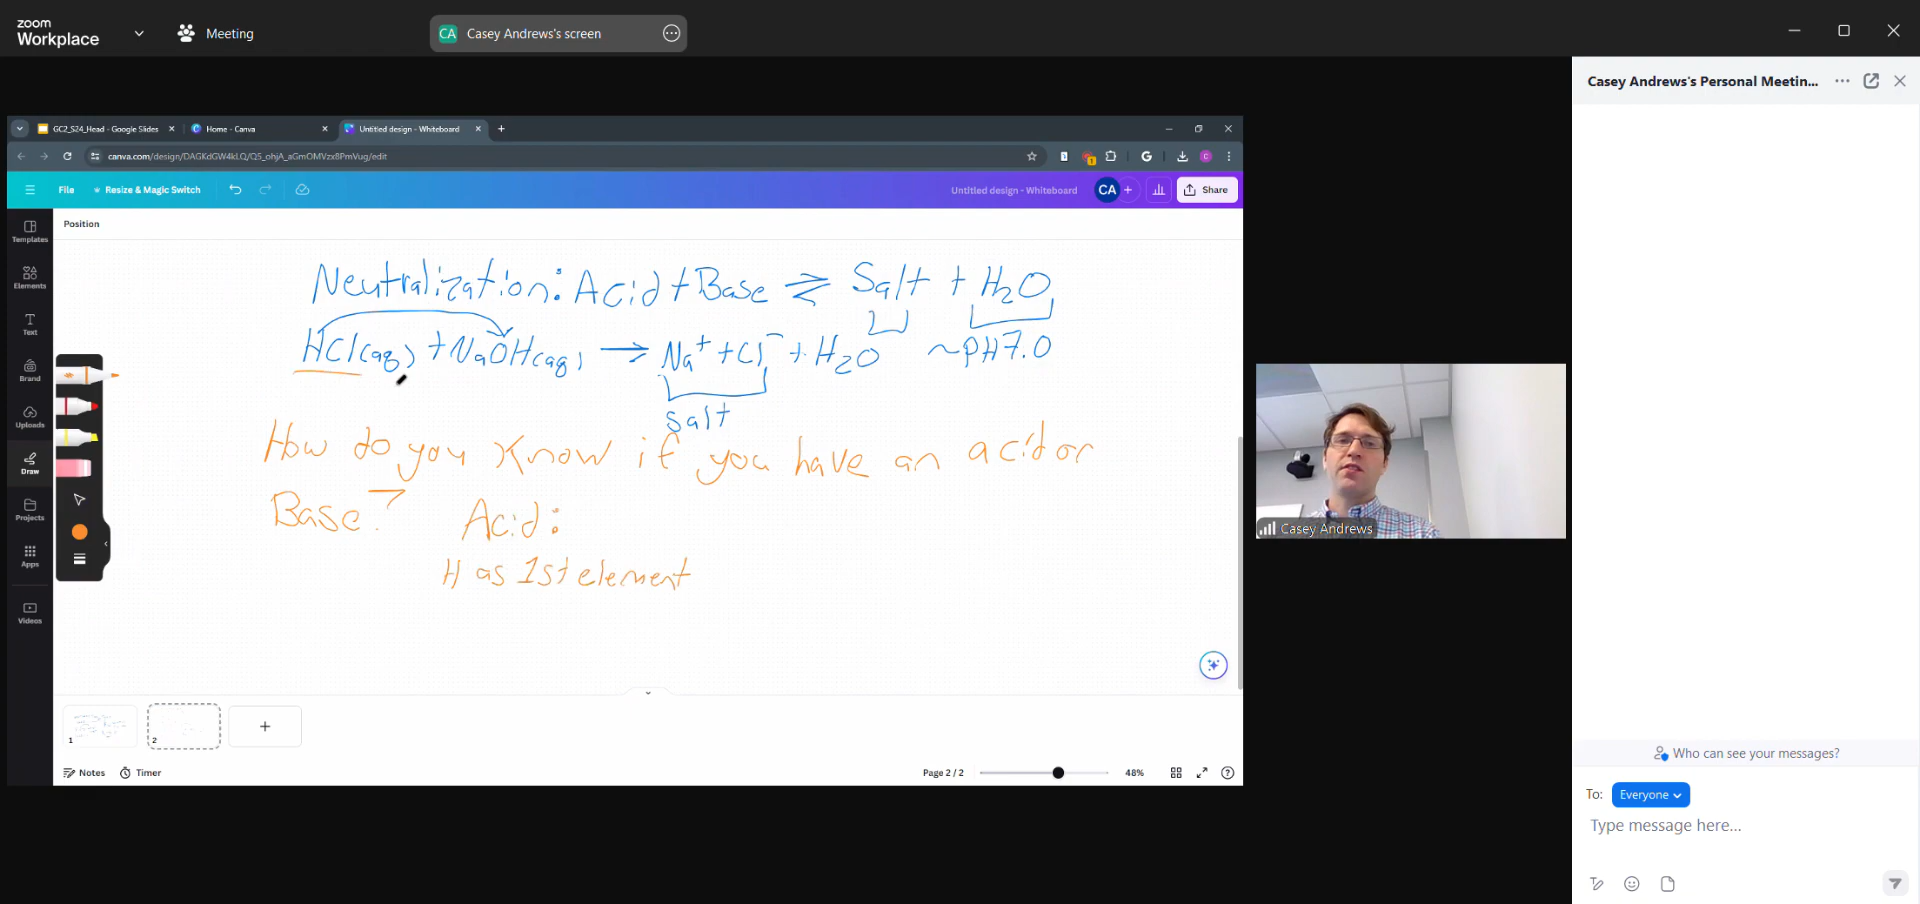 zoom
Workplace
Meeting
CA Casey Andrews's screen
Casey Andrews's Personal Meetin...
GC2_S24_Head - Google Slides
Home - Canva
Untitled design - Whiteboard
canva.com/design/DAGKdGW4kLQ/QS_ohjA_aGmOMVzx8PmVug/edit
File
Resize & Magic Switch
Untitled design - Whiteboard
CA
Share
Position
Templates
Elements
Text
Brand
Uploads
Draw
Projects
Apps
Videos
Neutralization: Acid + Base ⇌ Salt + H2O
HCl(aq) + NaOH(aq) → Na+ + Cl- + H2O ~pH 7.0
salt
How do you know if you have an acid or
Base? Acid:
H as 1st element
Casey Andrews
1
2
Notes
Timer
Page 2 / 2
48%
Who can see your messages?
To: Everyone
Type message here...